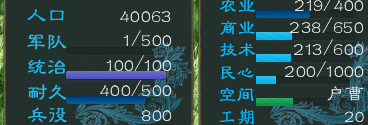 人口 40063
军队 1/500
统治 100/100
耐久 400/500
兵役 800
农业 219/400
商业 238/650
技术 213/600
民心 200/1000
空间 户曹
工期 20